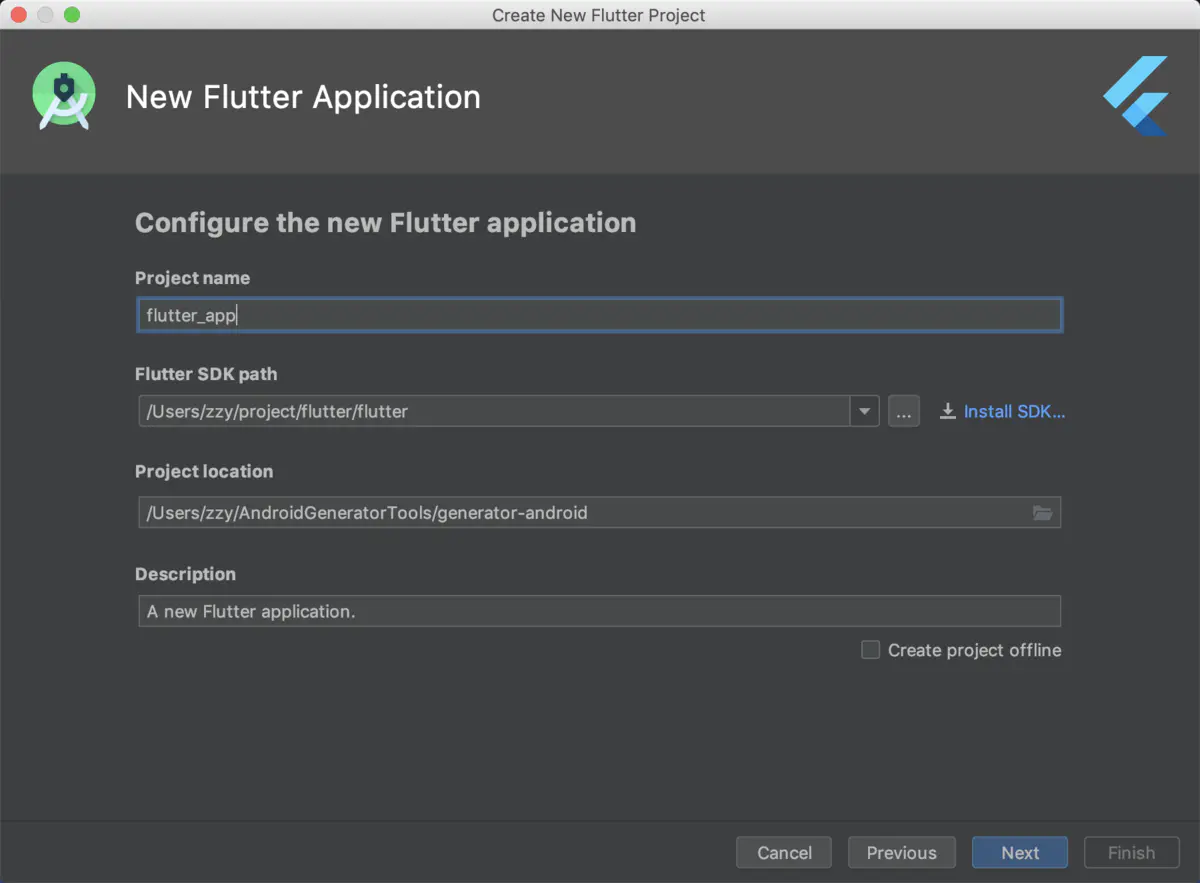 Create New Flutter Project
New Flutter Application
Configure the new Flutter application
Project name
flutter_app
Flutter SDK path
/Users/zzy/project/flutter/flutter
...
Install SDK...
Project location
/Users/zzy/AndroidGeneratorTools/generator-android
Description
A new Flutter application.
Create project offline
Cancel
Previous
Next
Finish